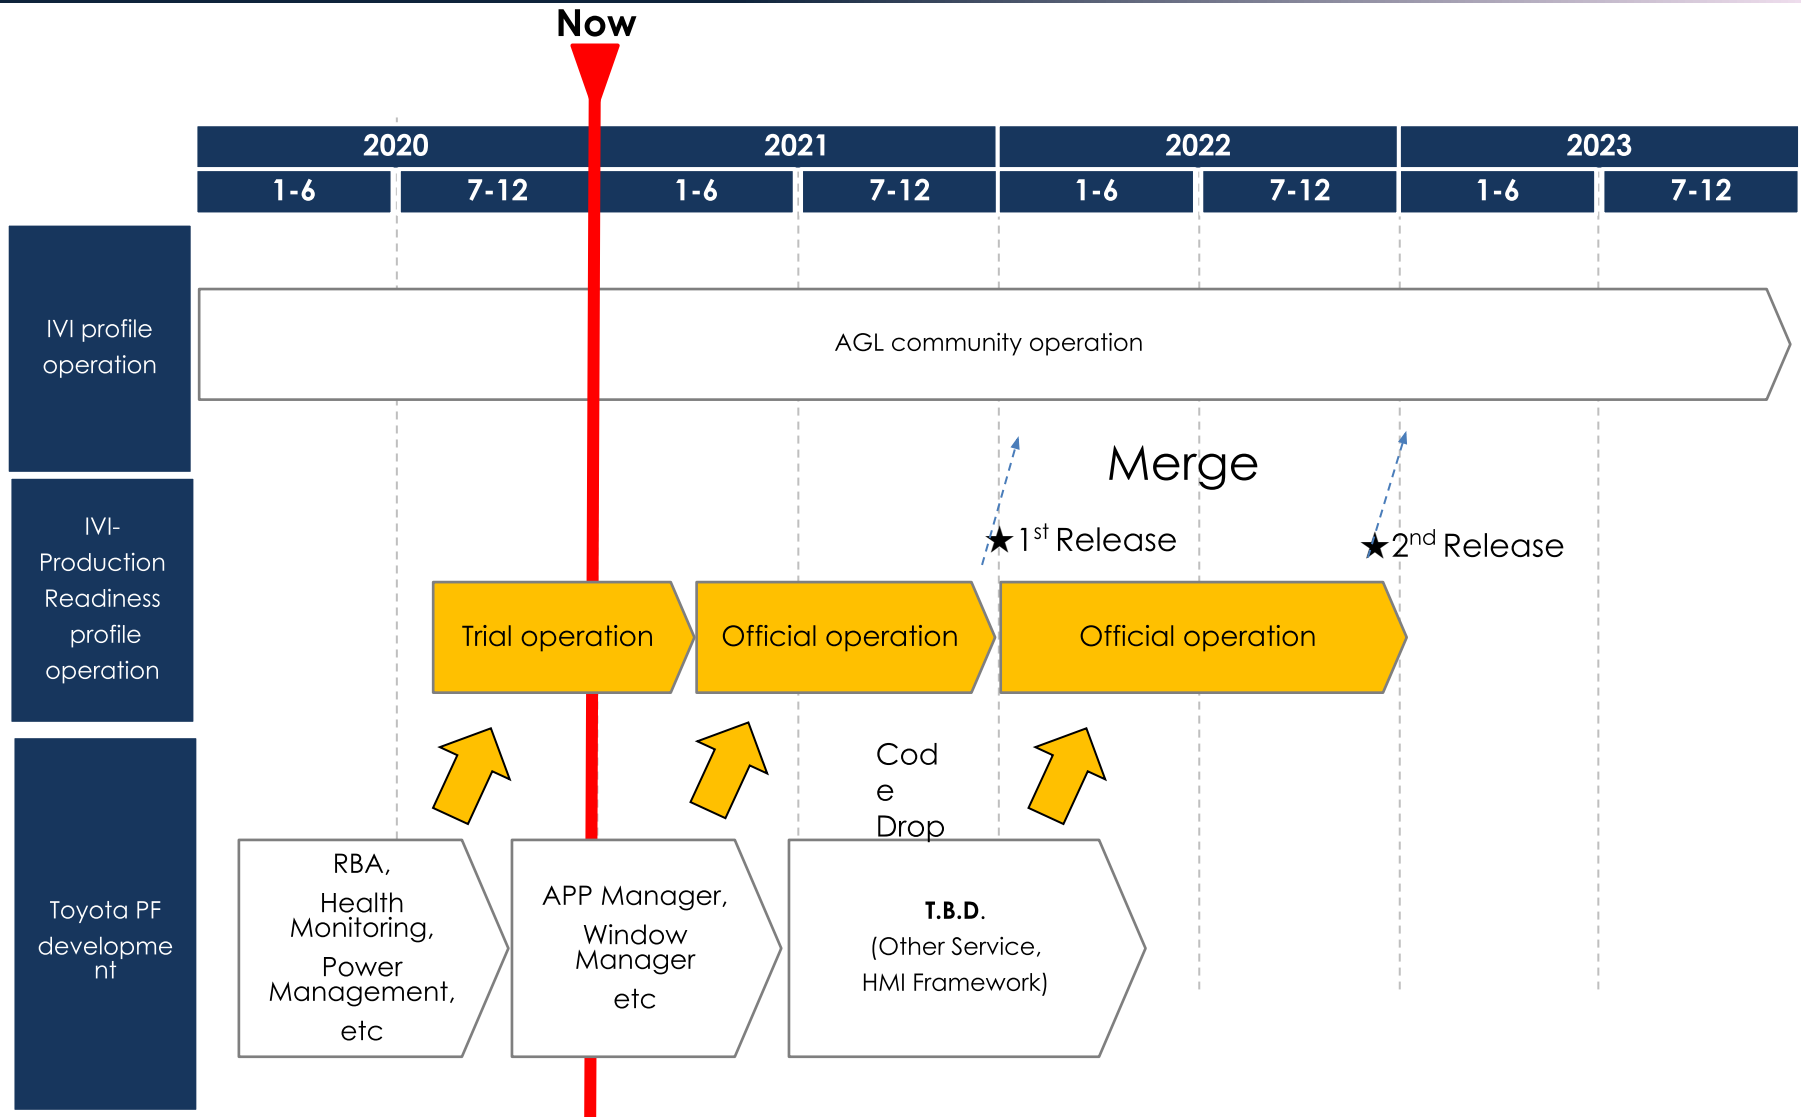 Now
2020
2021
2022
2023
1-6
7-12
1-6
7-12
1-6
7-12
1-6
7-12
IVI profile
operation
AGL community operation
Merge
IVI-
Production
Readiness
profile
operation
★1st Release
★2nd Release
Trial operation
Official operation
Official operation
Cod
e
Drop
Toyota PF
developme
nt
RBA,
Health
Monitoring,
Power
Management,
etc
APP Manager,
Window
Manager
etc
T.B.D.
(Other Service,
HMI Framework)